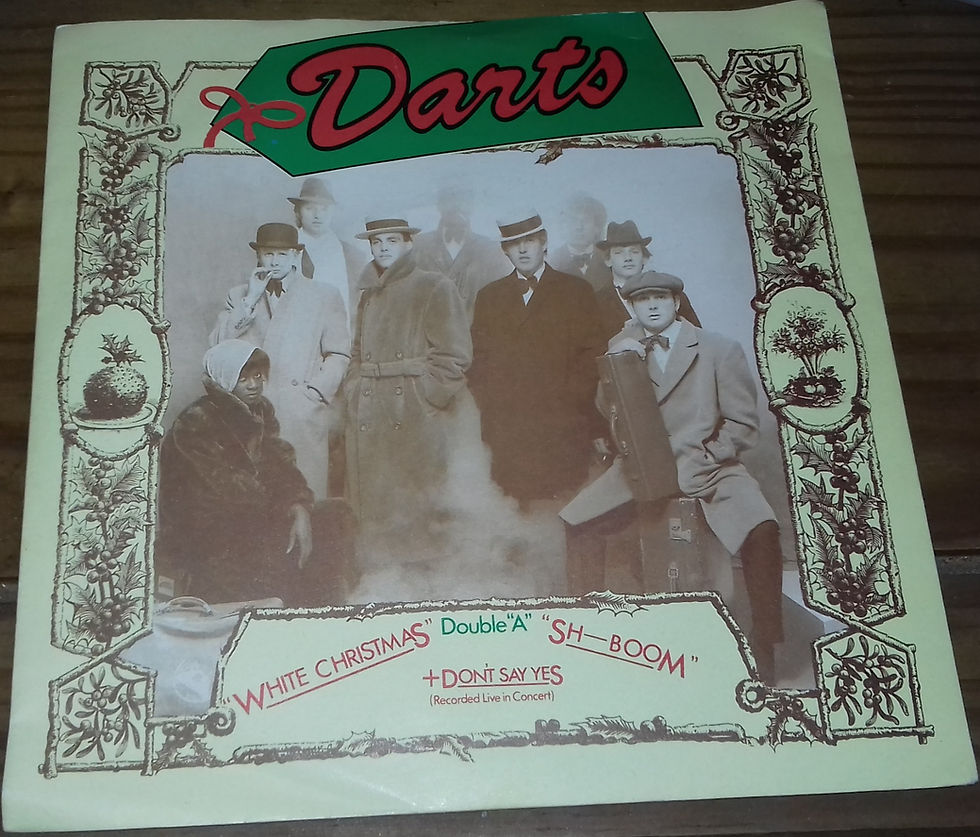 Darts
"WHITE CHRISTMAS" Double "A" "SH—BOOM"
+DON'T SAY YES
(Recorded Live in Concert)